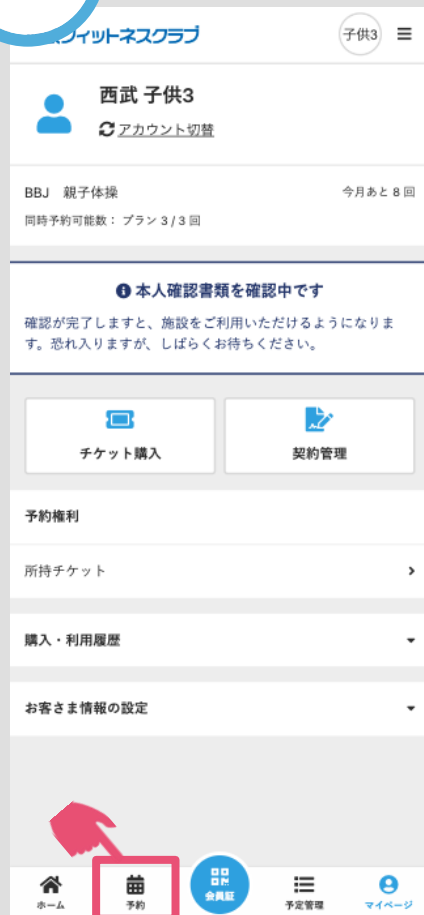 フィットネスクラブ
子供3
西武 子供3
アカウント切替
BBJ 親子体操
今月あと 8 回
同時予約可能数： プラン 3 / 3 回
本人確認書類を確認中です
確認が完了しますと、施設をご利用いただけるようになりま
す。恐れ入りますが、しばらくお待ちください。
チケット購入
契約管理
予約権利
所持チケット
購入・利用履歴
お客さま情報の設定
ホーム
予約
会員証
予定管理
マイページ